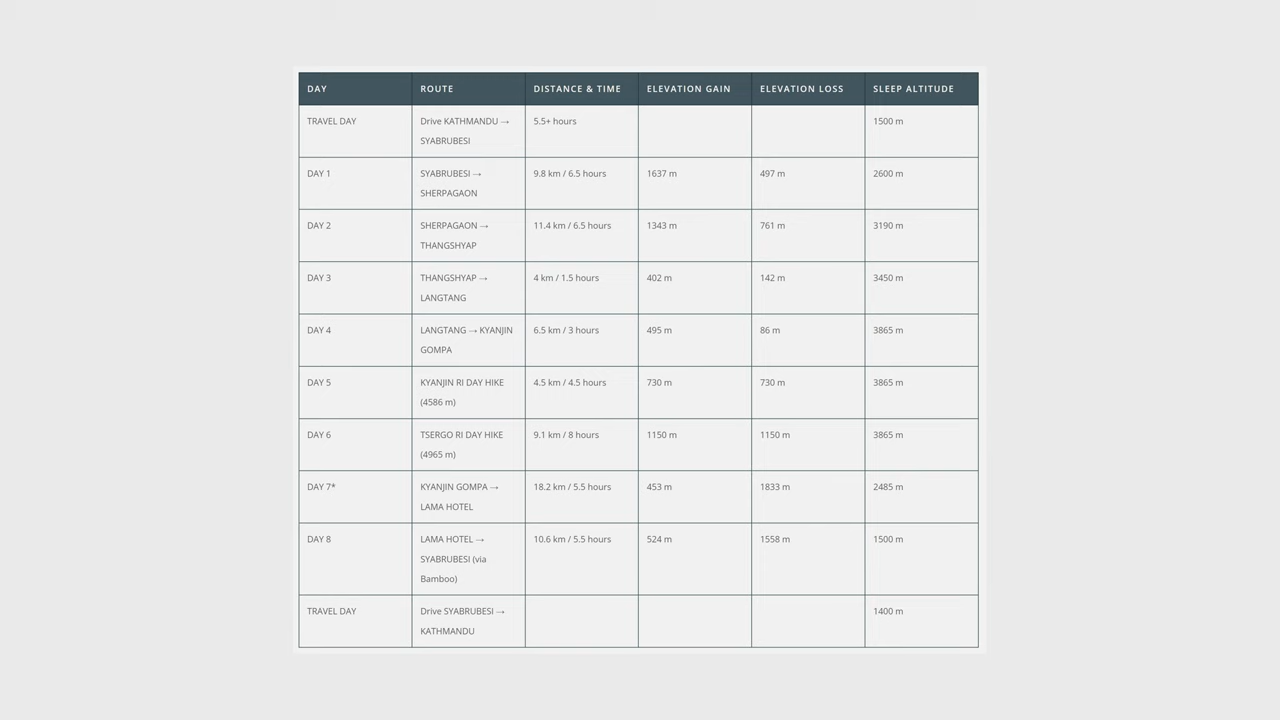 DAY ROUTE DISTANCE & TIME ELEVATION GAIN ELEVATION LOSS SLEEP ALTITUDE
TRAVEL DAY Drive KATHMANDU → 5.5+ hours 1500 m
SYABRUBESI
DAY 1 SYABRUBESI → 9.8 km / 6.5 hours 1637 m 497 m 2600 m
SHERPAGAON
DAY 2 SHERPAGAON → 11.4 km / 6.5 hours 1343 m 761 m 3190 m
THANGSHYAP
DAY 3 THANGSHYAP → 4 km / 1.5 hours 402 m 142 m 3450 m
LANGTANG
DAY 4 LANGTANG → KYANJIN 6.5 km / 3 hours 495 m 86 m 3865 m
GOMPA
DAY 5 KYANJIN RI DAY HIKE 4.5 km / 4.5 hours 730 m 730 m 3865 m
(4586 m)
DAY 6 TSERGO RI DAY HIKE 9.1 km / 8 hours 1150 m 1150 m 3865 m
(4965 m)
DAY 7* KYANJIN GOMPA → 18.2 km / 5.5 hours 453 m 1833 m 2485 m
LAMA HOTEL
DAY 8 LAMA HOTEL → 10.6 km / 5.5 hours 524 m 1558 m 1500 m
SYABRUBESI (via
Bamboo)
TRAVEL DAY Drive SYABRUBESI → 1400 m
KATHMANDU